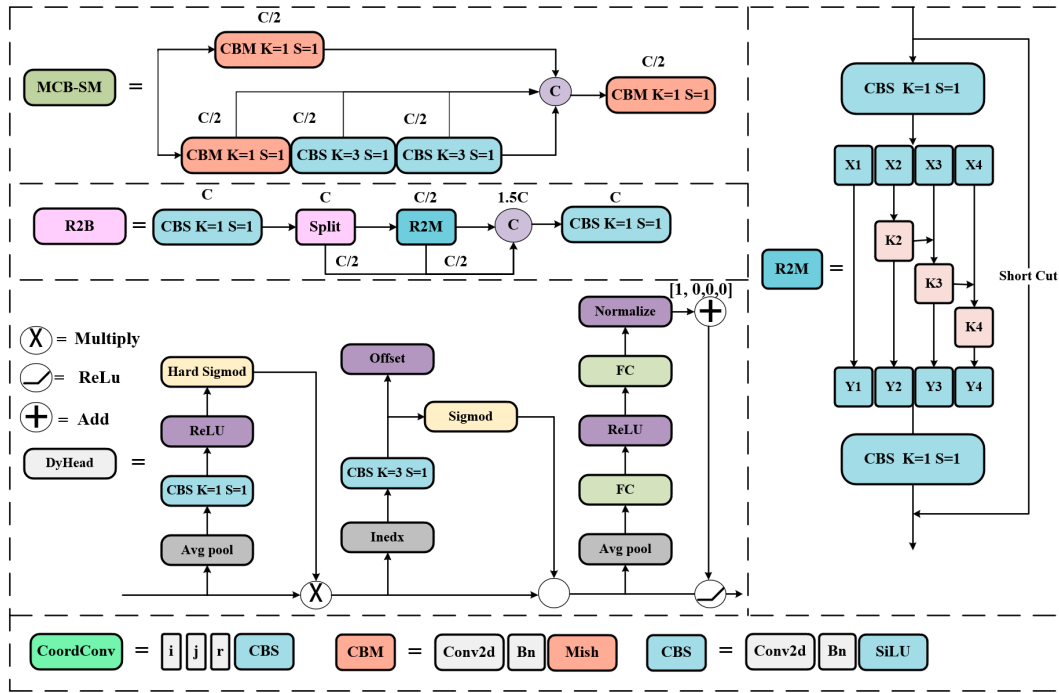 C/2
CBM K=1 S=1
MCB-SM =
C
C/2
CBM K=1 S=1
C/2
C/2
C/2
CBM K=1 S=1
CBS K=3 S=1
CBS K=3 S=1
R2B =
C
CBS K=1 S=1
C
Split
C/2
R2M
1.5C
C
C
CBS K=1 S=1
C/2
C/2
X = Multiply
= ReLu
+ = Add
DyHead =
Hard Sigmod
ReLU
CBS K=1 S=1
Avg pool
X
Offset
Sigmod
CBS K=3 S=1
Inedx
[1, 0,0,0]
Normalize
+
FC
ReLU
FC
Avg pool
R2M =
CBS K=1 S=1
X1 X2 X3 X4
K2
K3
K4
Short Cut
Y1 Y2 Y3 Y4
CBS K=1 S=1
CoordConv = i j r CBS
CBM = Conv2d Bn Mish
CBS = Conv2d Bn SiLU